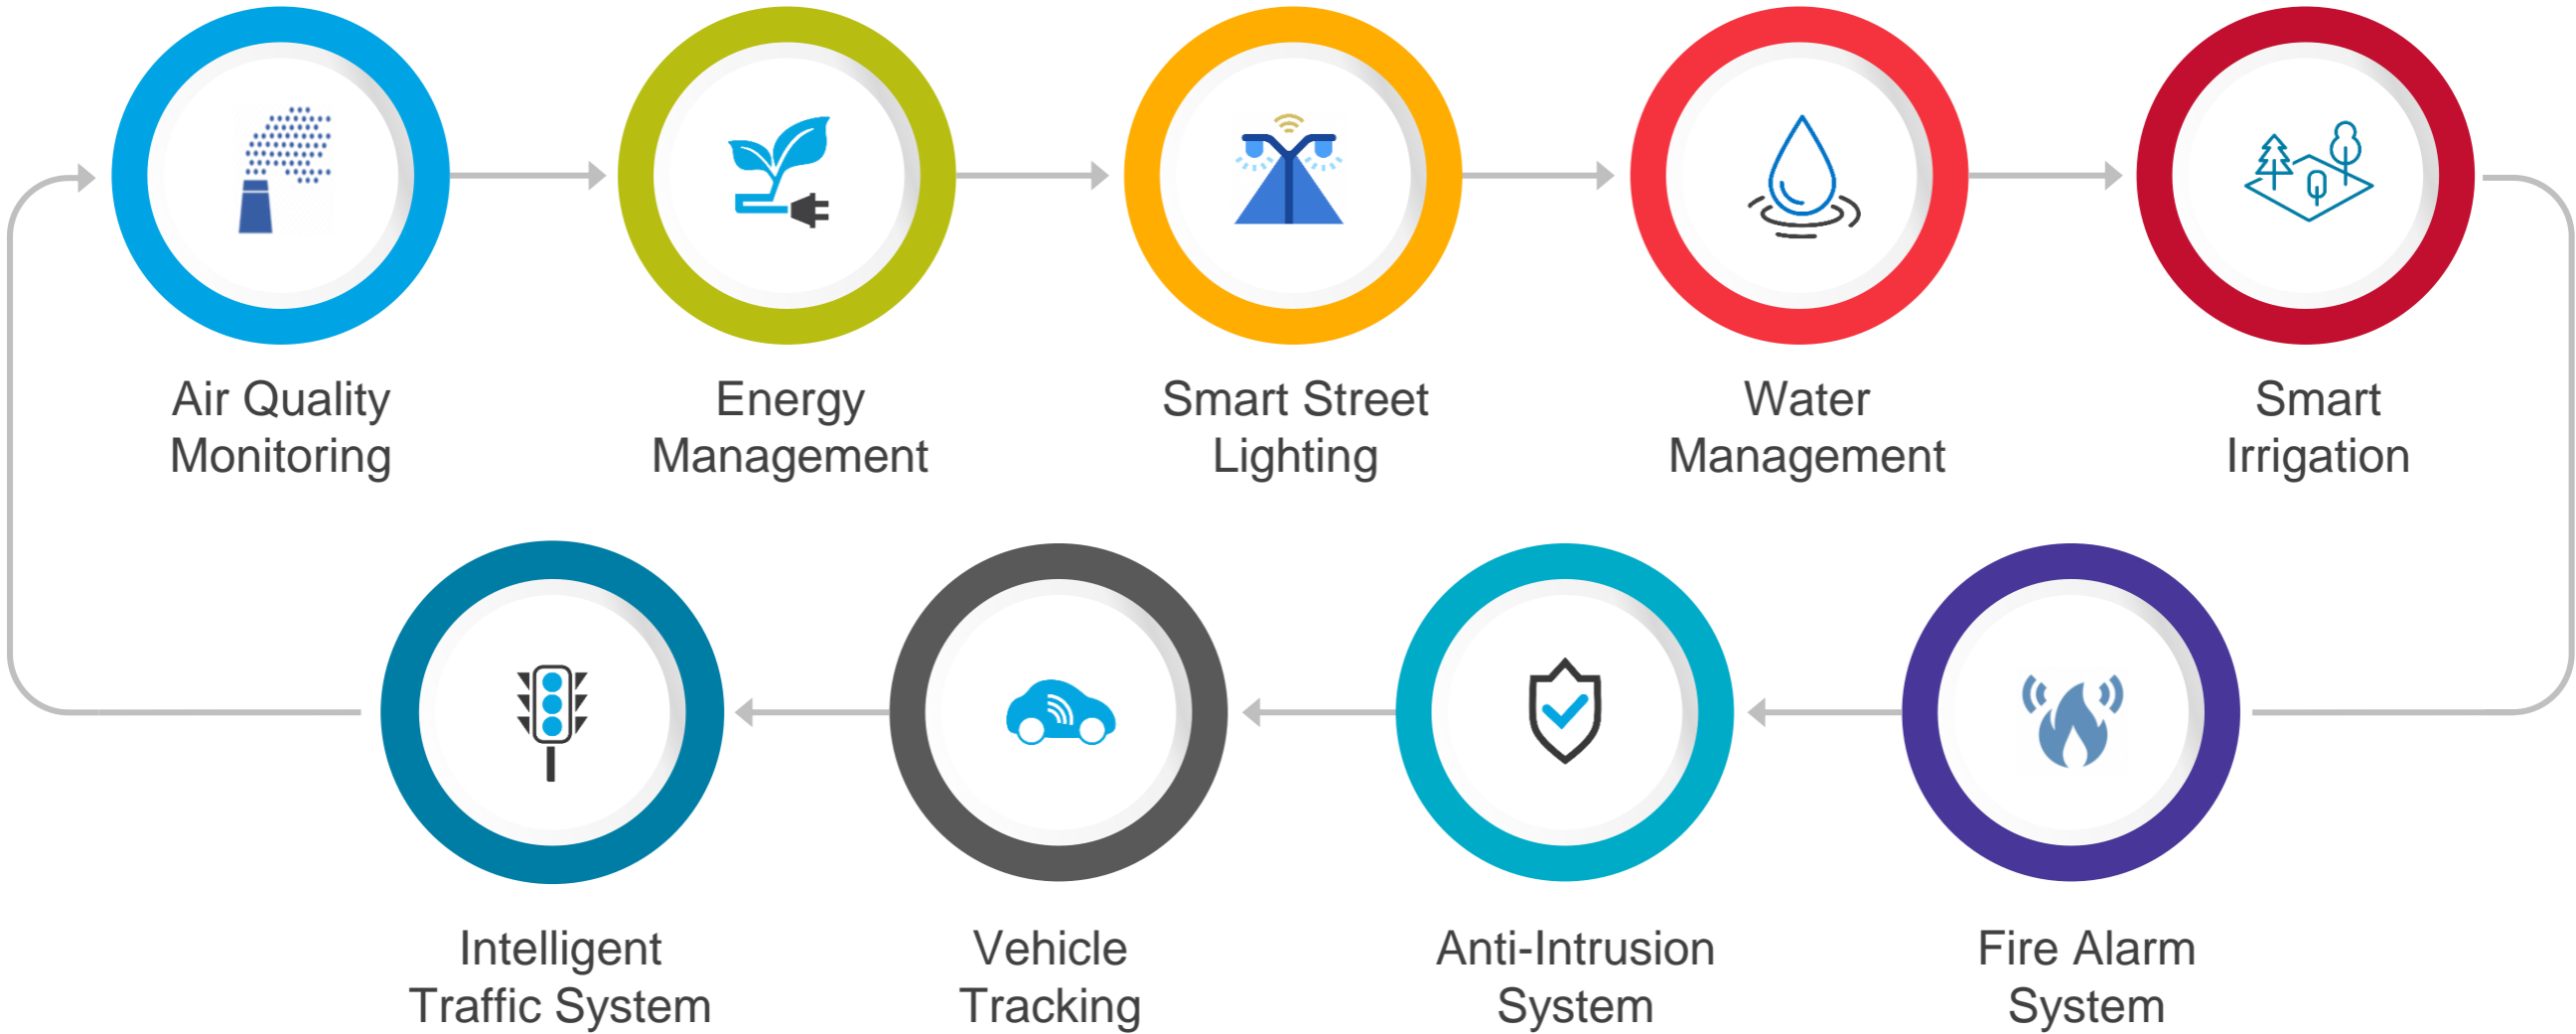 Air Quality
Monitoring
Energy
Management
Smart Street
Lighting
Water
Management
Smart
Irrigation
Intelligent
Traffic System
Vehicle
Tracking
Anti-Intrusion
System
Fire Alarm
System